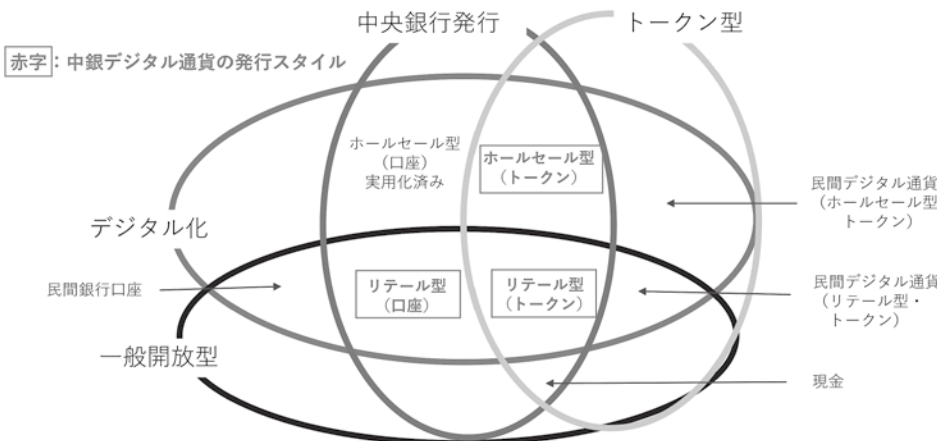 中央銀行発行
トークン型
赤字：中銀デジタル通貨の発行スタイル
ホールセール型
（口座）
実用化済み
ホールセール型
（トークン）
民間デジタル通貨
（ホールセール型
トークン）
デジタル化
民間銀行口座
リテール型
（口座）
リテール型
（トークン）
民間デジタル通貨
（リテール型・
トークン）
一般開放型
現金